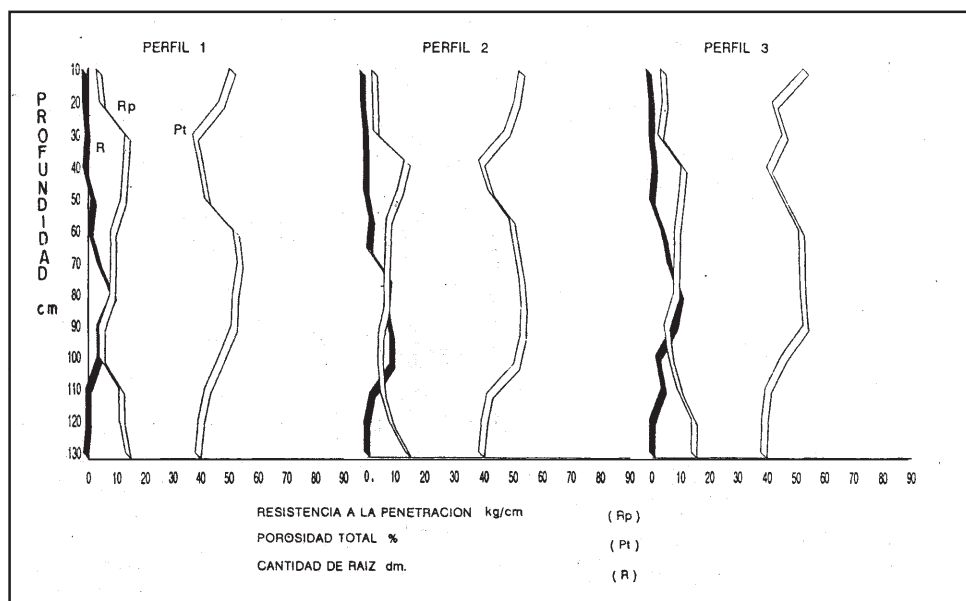 PERFIL 1 PERFIL 2 PERFIL 3
PROFUNDIDAD cm
10
20
30
40
50
60
70
80
90
100
110
120
130
Rp
Pt
R
0 10 20 30 40 50 60 70 80 90 0. 10 20 30 40 50 60 70 80 90 0 10 20 30 40 50 60 70 80 90
RESISTENCIA A LA PENETRACION kg/cm (Rp)
POROSIDAD TOTAL % (Pt)
CANTIDAD DE RAIZ dm. (R)